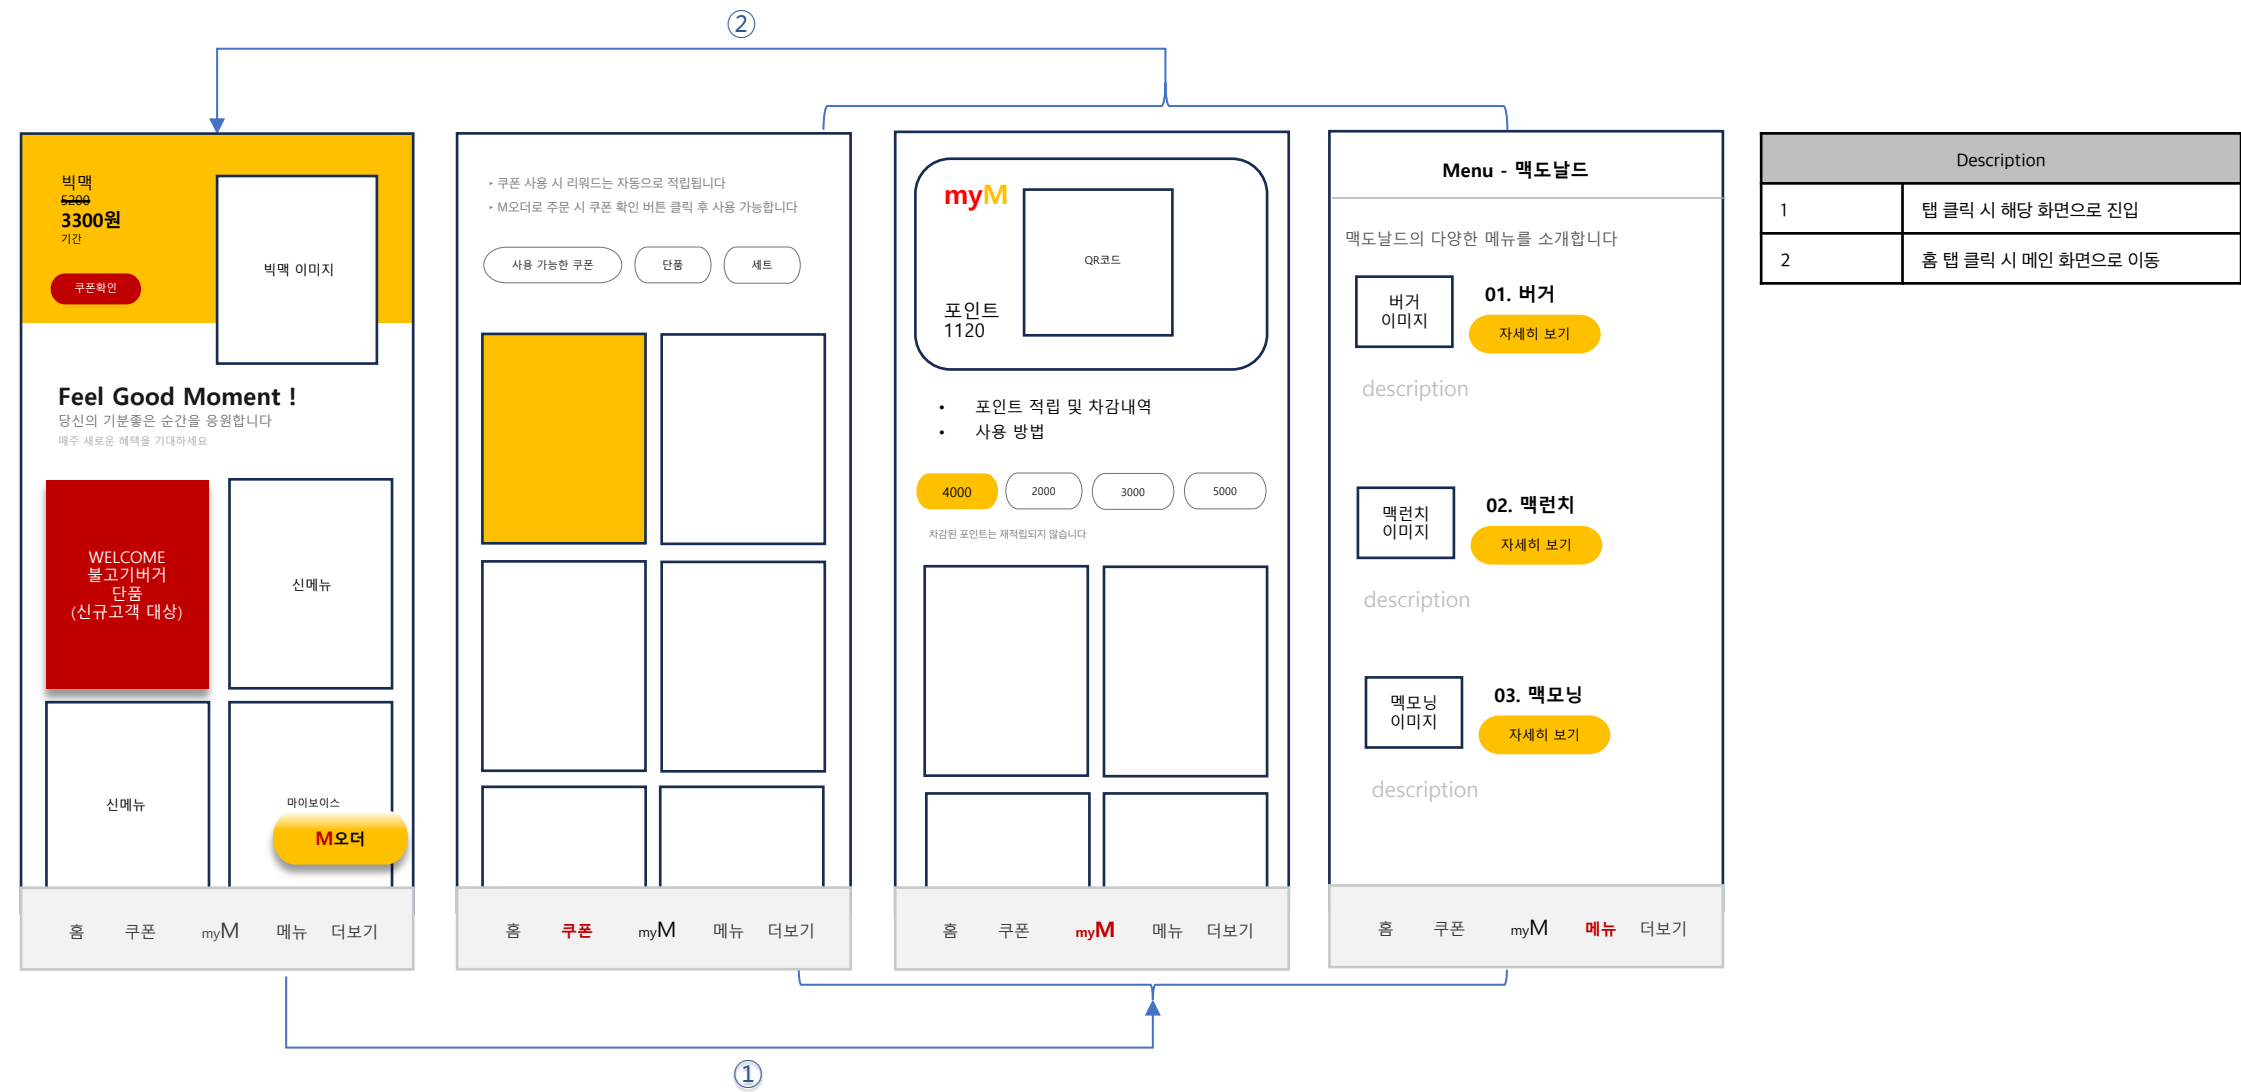 ②
빅맥
5200
3300원
기간
쿠폰확인
빅맥 이미지
Feel Good Moment !
당신의 기분좋은 순간을 응원합니다
매주 새로운 혜택을 기대하세요
WELCOME
불고기버거
단품
(신규고객 대상)
신메뉴
신메뉴
마이보이스
M오더
홈 쿠폰 myM 메뉴 더보기
‣ 쿠폰 사용 시 리워드는 자동으로 적립됩니다
‣ M오더로 주문 시 쿠폰 확인 버튼 클릭 후 사용 가능합니다
사용 가능한 쿠폰 단품 세트
홈 쿠폰 myM 메뉴 더보기
myM
QR코드
포인트
1120
• 포인트 적립 및 차감내역
• 사용 방법
4000 2000 3000 5000
차감된 포인트는 재적립되지 않습니다
홈 쿠폰 myM 메뉴 더보기
Menu - 맥도날드
맥도날드의 다양한 메뉴를 소개합니다
버거
이미지
01. 버거
자세히 보기
description
맥런치
이미지
02. 맥런치
자세히 보기
description
멕모닝
이미지
03. 맥모닝
자세히 보기
description
홈 쿠폰 myM 메뉴 더보기
Description
1 탭 클릭 시 해당 화면으로 진입
2 홈 탭 클릭 시 메인 화면으로 이동
①